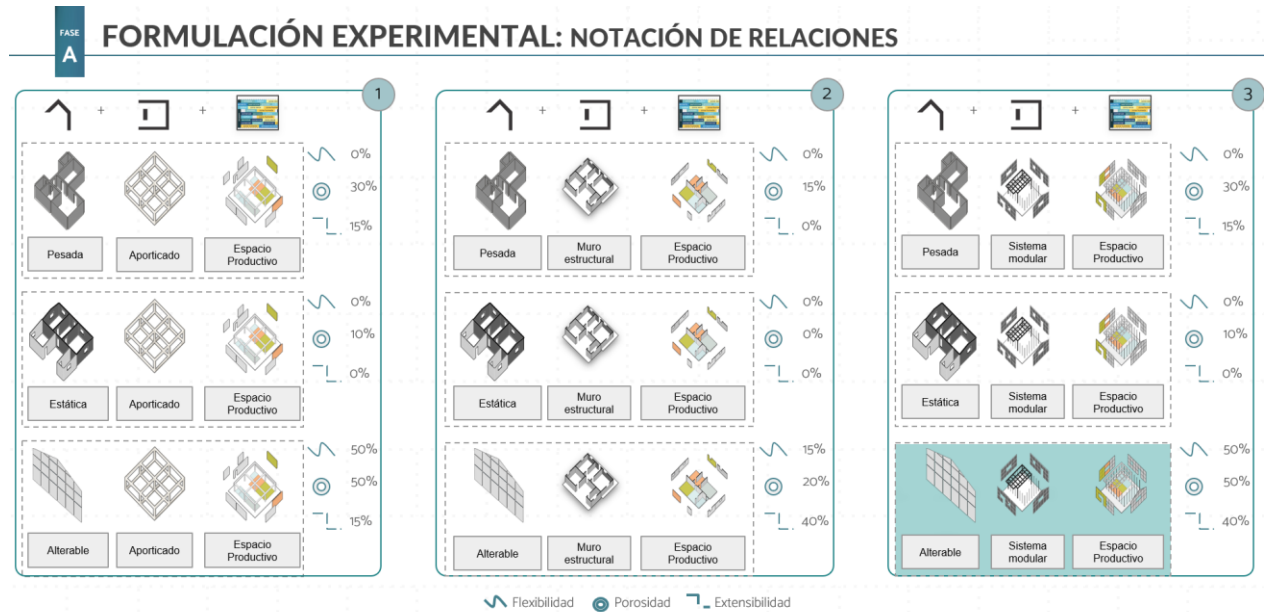 FASE
A
FORMULACIÓN EXPERIMENTAL: NOTACIÓN DE RELACIONES
1
+ +
0%
30%
15%
Pesada
Aporticado
Espacio
Productivo
0%
10%
0%
Estática
Aporticado
Espacio
Productivo
50%
50%
15%
Alterable
Aporticado
Espacio
Productivo
2
+ +
0%
15%
0%
Pesada
Muro
estructural
Espacio
Productivo
0%
0%
0%
Estática
Muro
estructural
Espacio
Productivo
15%
20%
40%
Alterable
Muro
estructural
Espacio
Productivo
3
+ +
0%
30%
15%
Pesada
Sistema
modular
Espacio
Productivo
0%
10%
0%
Estática
Sistema
modular
Espacio
Productivo
50%
50%
40%
Alterable
Sistema
modular
Espacio
Productivo
Flexibilidad Porosidad Extensibilidad